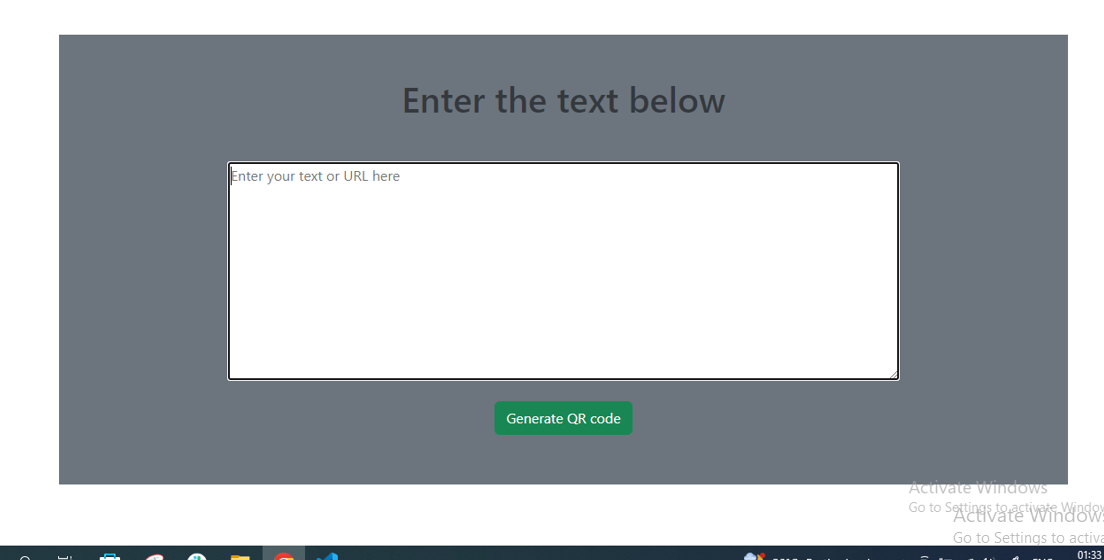 Enter the text below
Enter your text or URL here
Generate QR code
Activate Windows
Go to Settings to activate Windows
Activate Windows
Go to Settings to activa
01:33